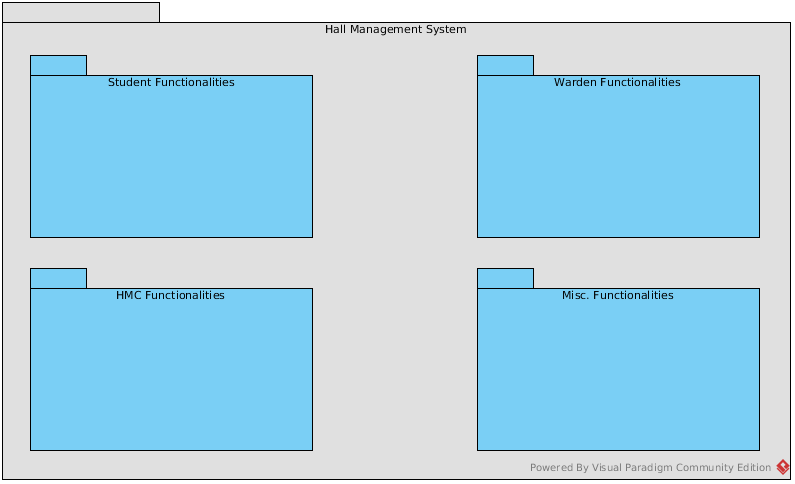 Hall Management System
Student Functionalities
Warden Functionalities
HMC Functionalities
Misc. Functionalities
Powered By Visual Paradigm Community Edition